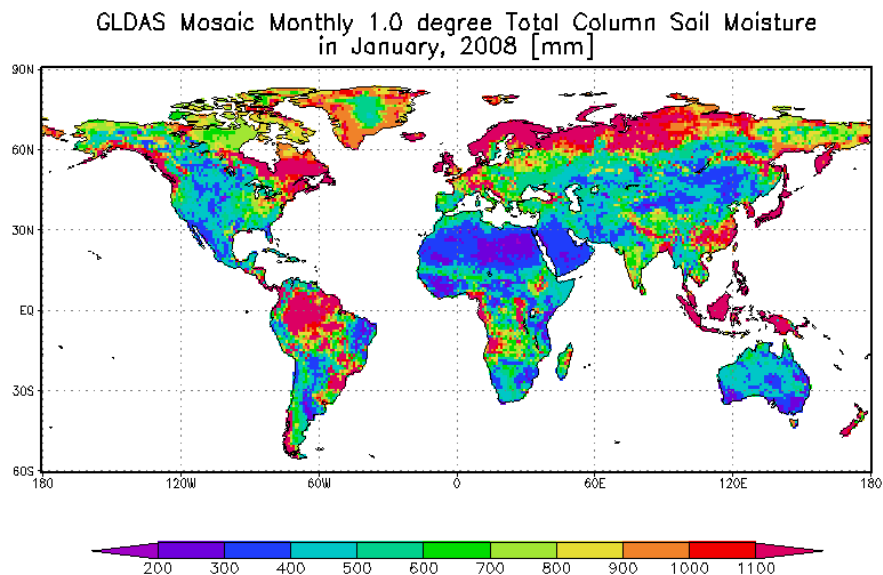 GLDAS Mosaic Monthly 1.0 degree Total Column Soil Moisture
in January, 2008 [mm]
90N
60N
30N
EQ
30S
60S
180 120W 60W 0 60E 120E 180
200 300 400 500 600 700 800 900 1000 1100